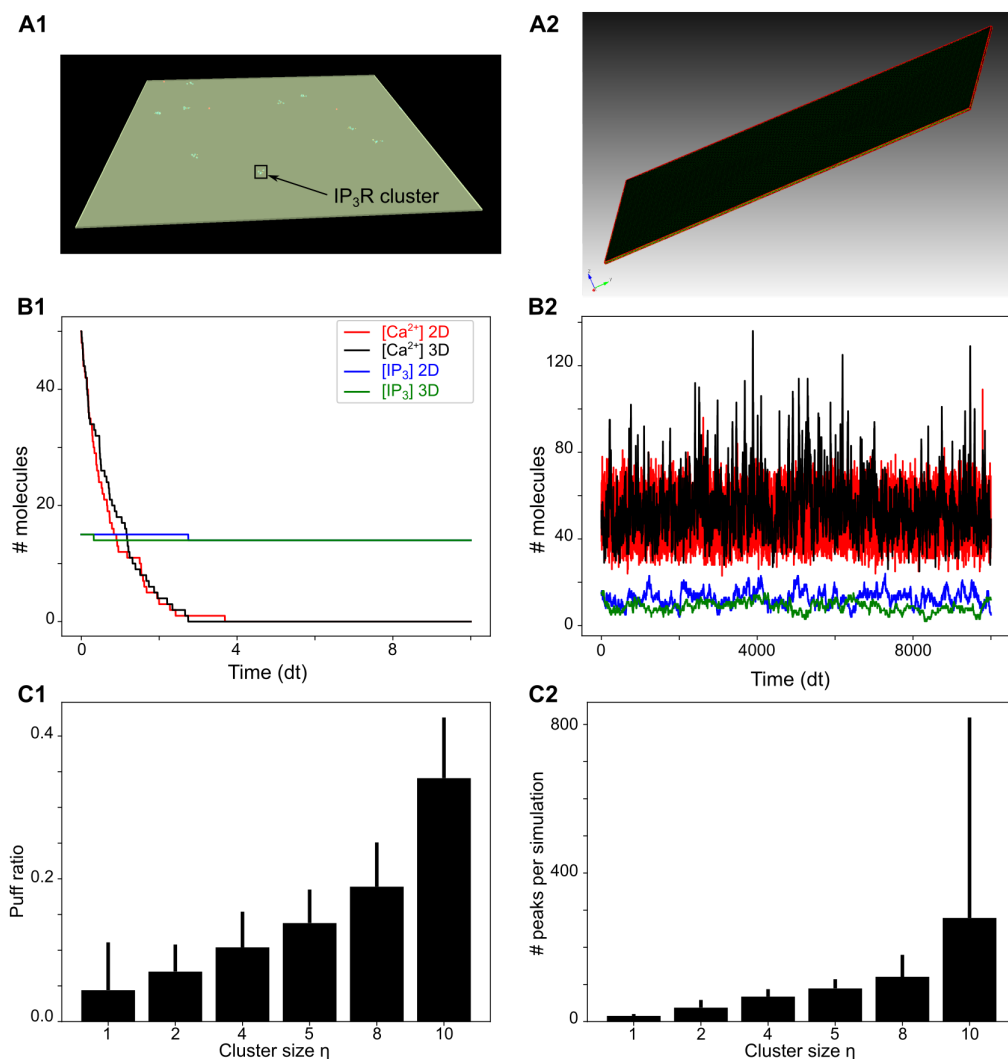 A1
A2
IP₃R cluster
B1
B2
[Ca²⁺] 2D
[Ca²⁺] 3D
[IP₃] 2D
[IP₃] 3D
# molecules
40
20
0
0
4
8
Time (dt)
# molecules
120
80
40
0
0
4000
8000
Time (dt)
C1
C2
Puff ratio
0.4
0.2
0.0
1
2
4
5
8
10
Cluster size η
# peaks per simulation
800
400
0
1
2
4
5
8
10
Cluster size η